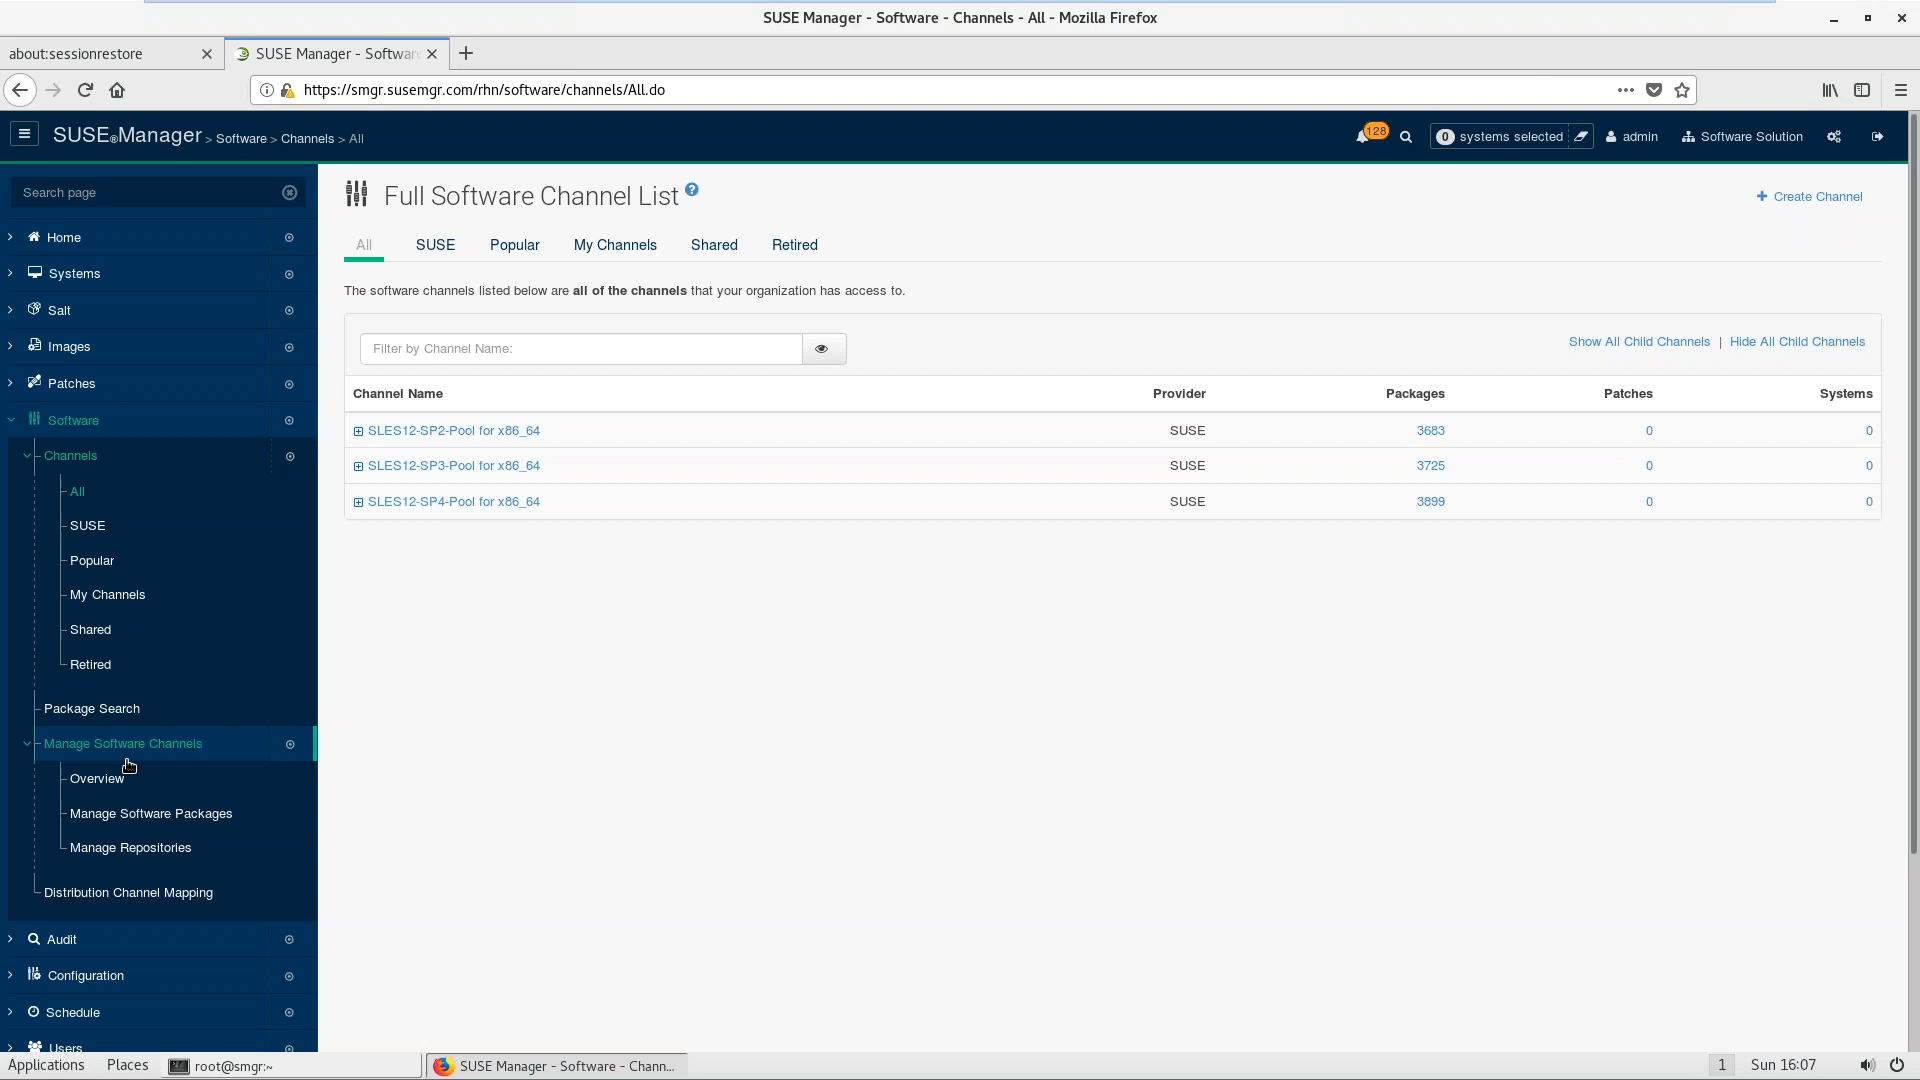 SUSE Manager - Software - Channels - All - Mozilla Firefox
about:sessionrestore
SUSE Manager - Software
https://smgr.susemgr.com/rhn/software/channels/All.do
SUSE®Manager > Software > Channels > All
128
0 systems selected
admin
Software Solution
Search page
Home
Systems
Salt
Images
Patches
Software
Channels
All
SUSE
Popular
My Channels
Shared
Retired
Package Search
Manage Software Channels
Overview
Manage Software Packages
Manage Repositories
Distribution Channel Mapping
Audit
Configuration
Schedule
Users
Full Software Channel List ?
+ Create Channel
All SUSE Popular My Channels Shared Retired
The software channels listed below are all of the channels that your organization has access to.
Filter by Channel Name:
Show All Child Channels | Hide All Child Channels
Channel Name Provider Packages Patches Systems
SLES12-SP2-Pool for x86_64 SUSE 3683 0 0
SLES12-SP3-Pool for x86_64 SUSE 3725 0 0
SLES12-SP4-Pool for x86_64 SUSE 3899 0 0
Applications Places root@smgr:~ SUSE Manager - Software - Chann... 1 Sun 16:07